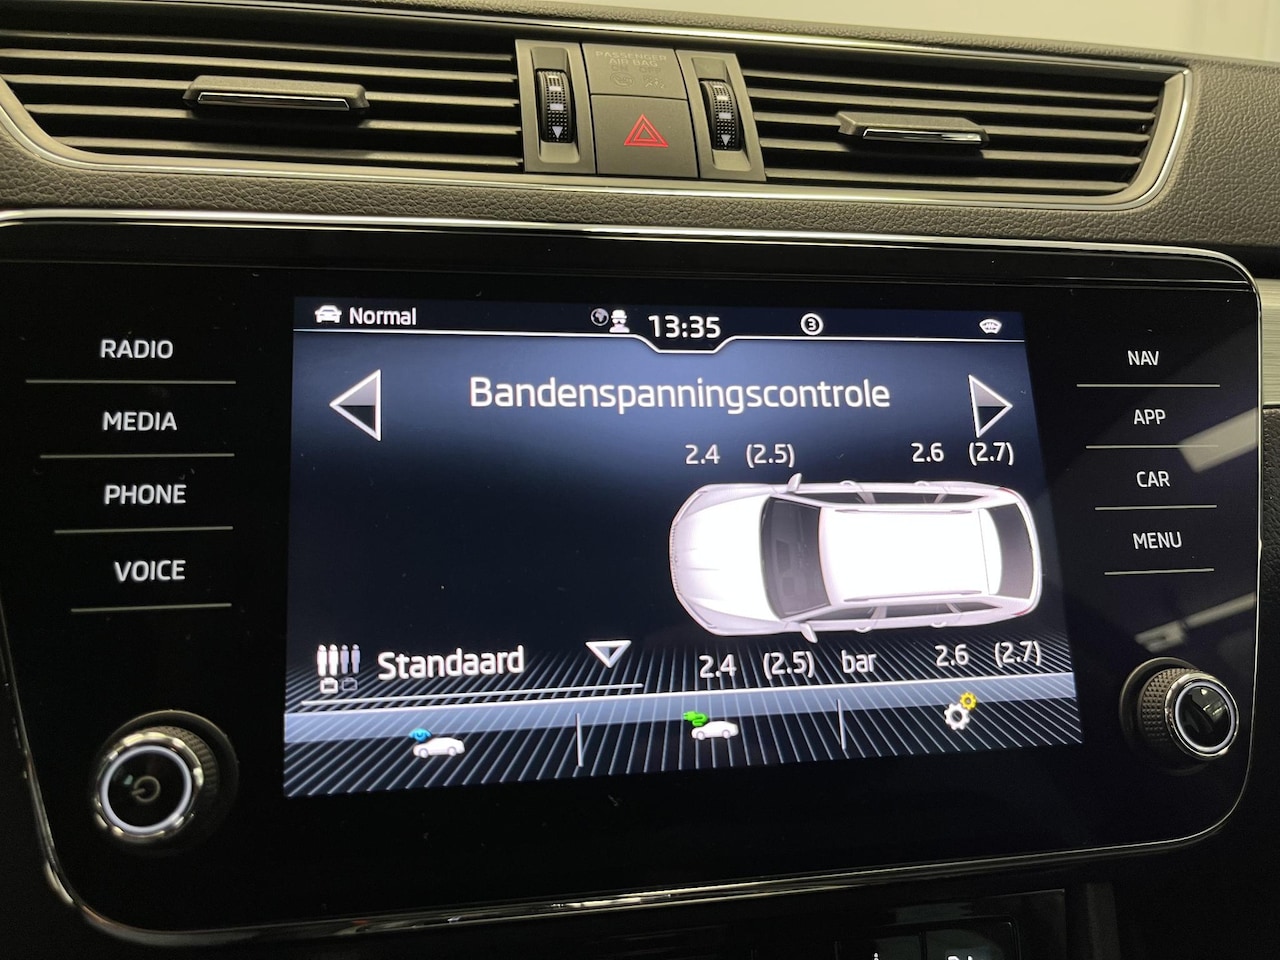 PASSENGER
AIR BAG
Normal
13:35
3
RADIO
MEDIA
PHONE
VOICE
Bandenspanningscontrole
2.4 (2.5) 2.6 (2.7)
Standaard
2.4 (2.5) bar 2.6 (2.7)
NAV
APP
CAR
MENU